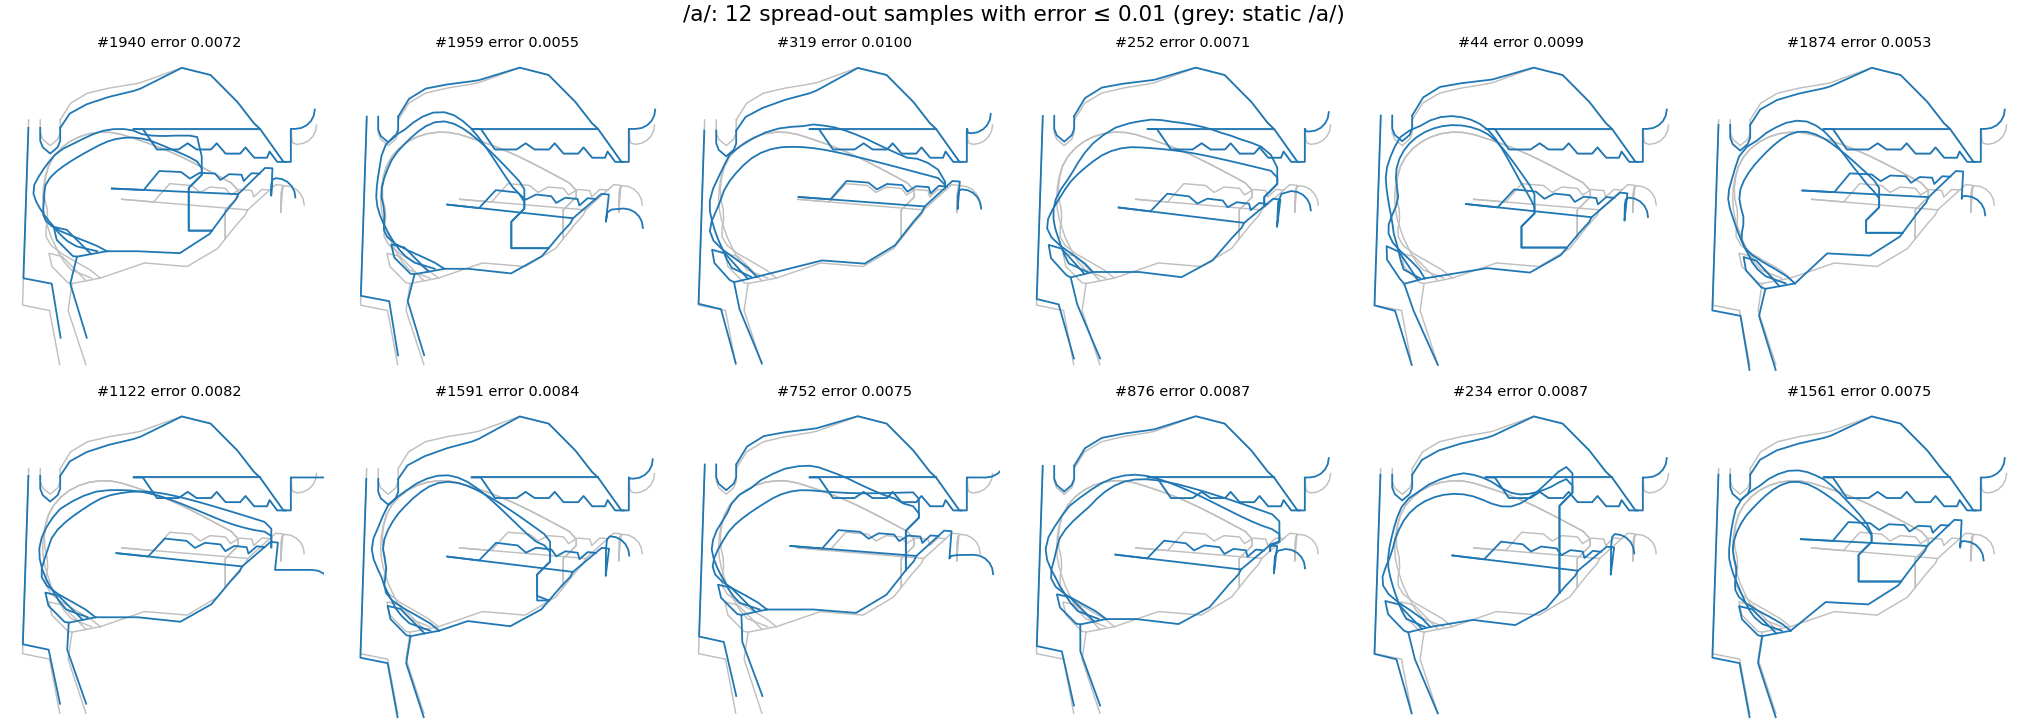 /a/: 12 spread-out samples with error ≤ 0.01 (grey: static /a/)
#1940 error 0.0072
#1959 error 0.0055
#319 error 0.0100
#252 error 0.0071
#44 error 0.0099
#1874 error 0.0053
#1122 error 0.0082
#1591 error 0.0084
#752 error 0.0075
#876 error 0.0087
#234 error 0.0087
#1561 error 0.0075